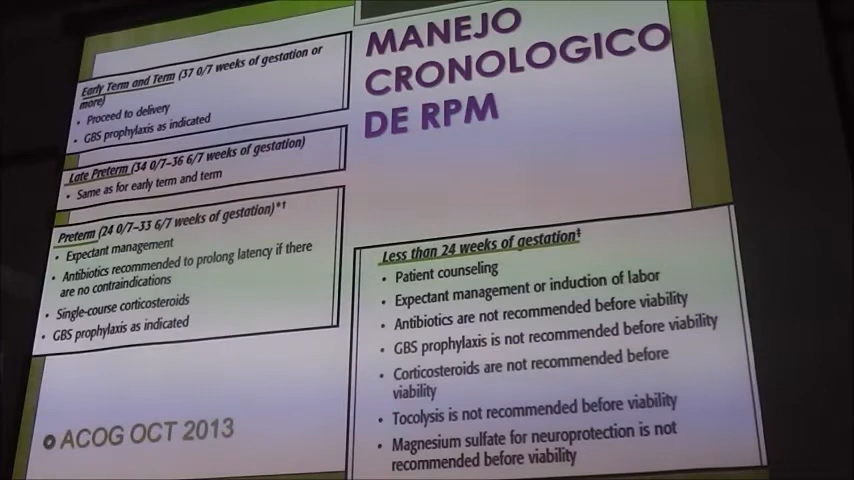 MANEJO
CRONOLOGICO
DE RPM
Early Term and Term (37 0/7 weeks of gestation or
more)
• Proceed to delivery
• GBS prophylaxis as indicated
Late Preterm (34 0/7–36 6/7 weeks of gestation)
• Same as for early term and term
Preterm (24 0/7–33 6/7 weeks of gestation)*†
• Expectant management
• Antibiotics recommended to prolong latency if there
are no contraindications
• Single-course corticosteroids
• GBS prophylaxis as indicated
ACOG OCT 2013
Less than 24 weeks of gestation‡
• Patient counseling
• Expectant management or induction of labor
• Antibiotics are not recommended before viability
• GBS prophylaxis is not recommended before viability
• Corticosteroids are not recommended before
viability
• Tocolysis is not recommended before viability
• Magnesium sulfate for neuroprotection is not
recommended before viability